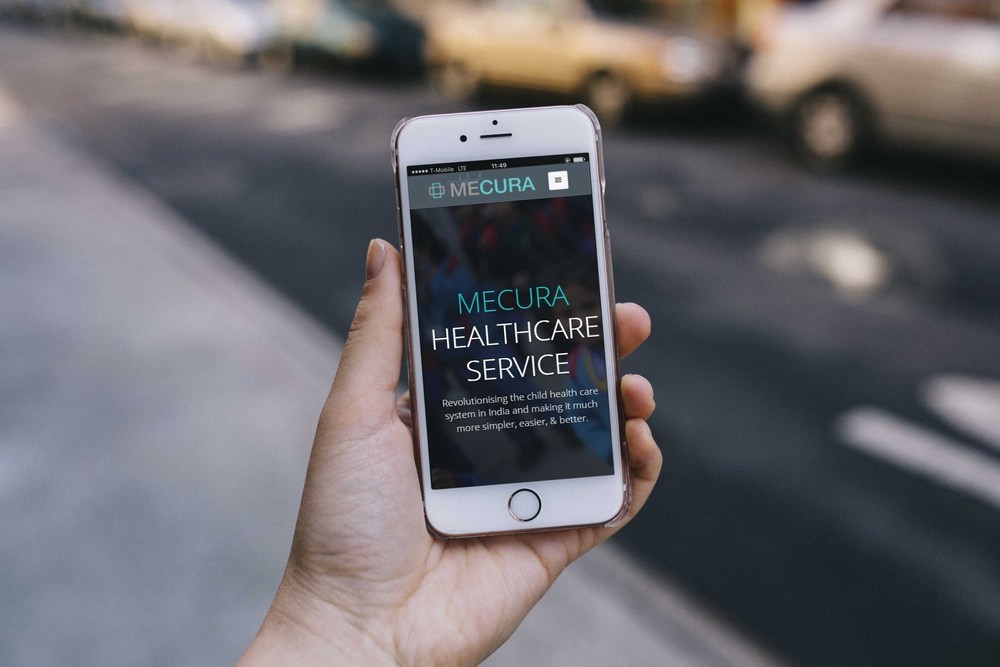 T-Mobile LTE 11:49
MECURA
MECURA
HEALTHCARE
SERVICE
Revolutionising the child health care
system in India and making it much
more simpler, easier, & better.